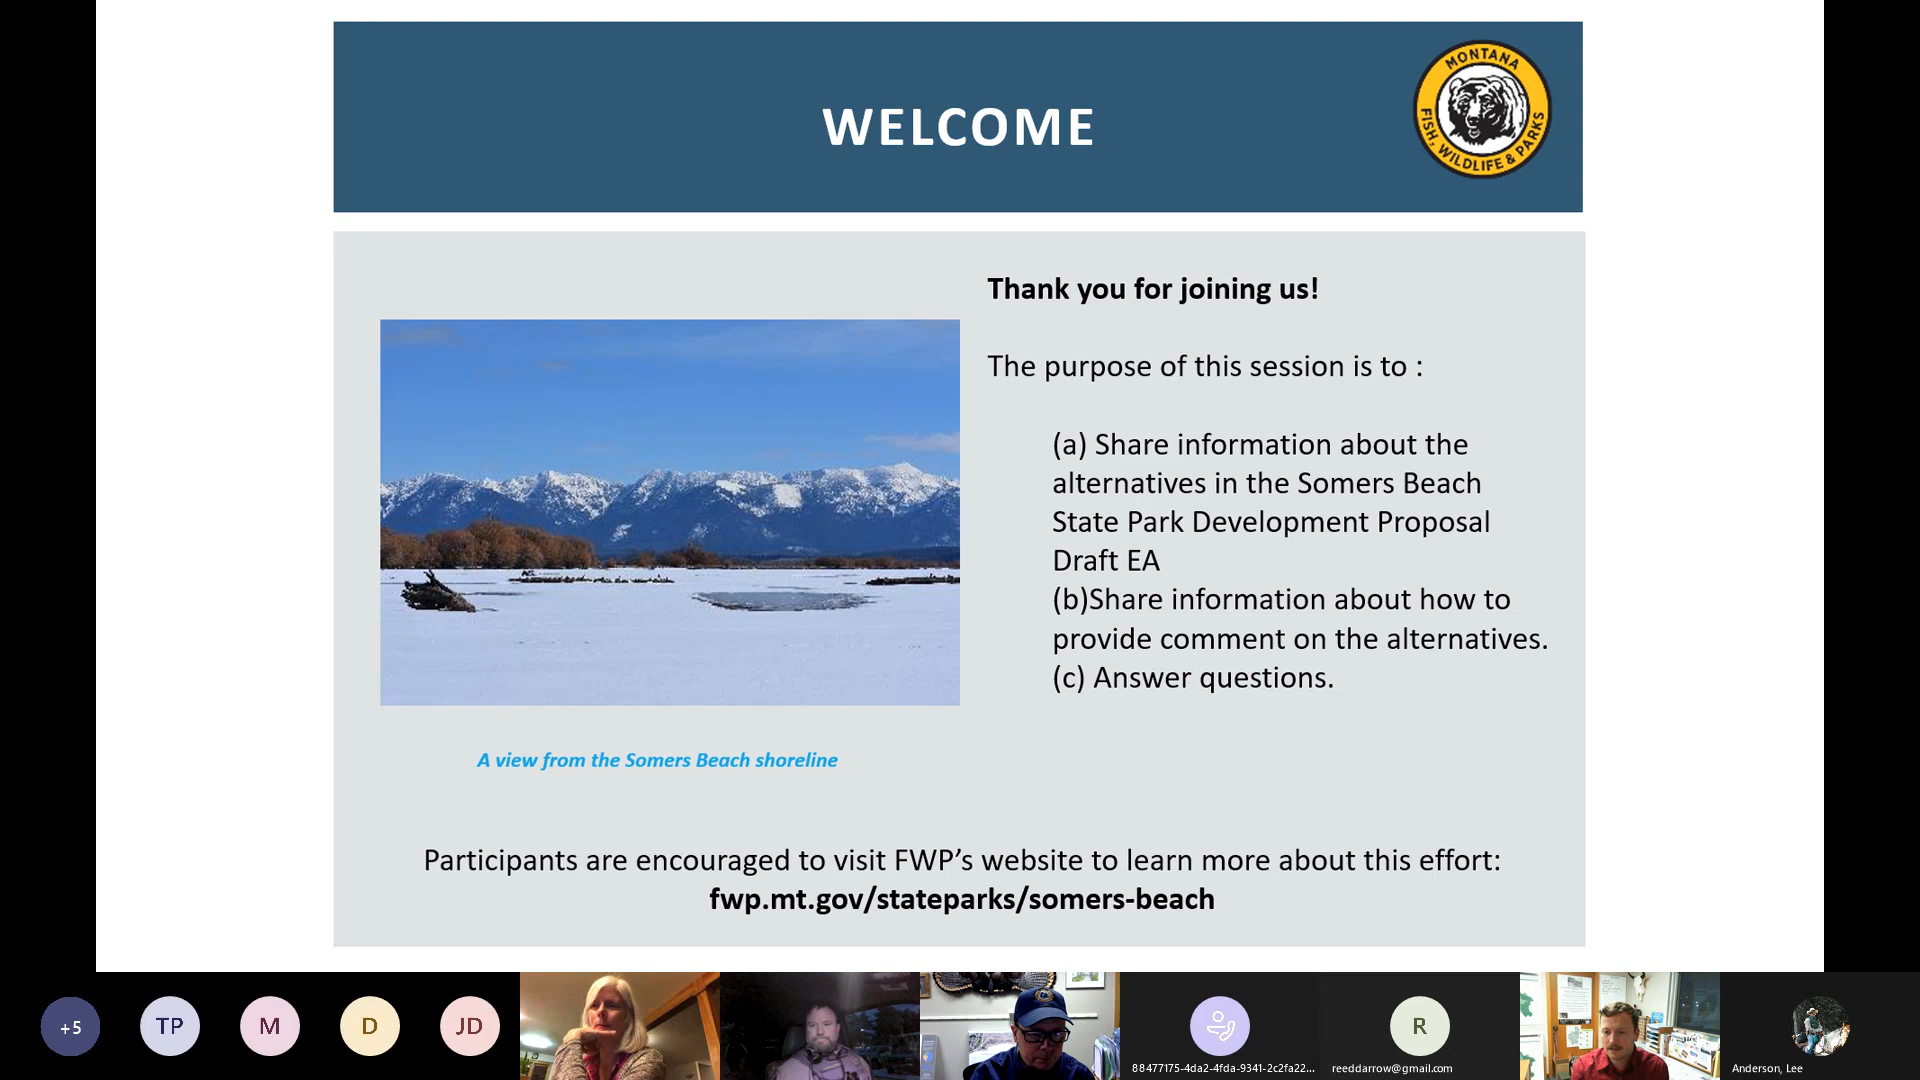 WELCOME
MONTANA
FISH, WILDLIFE & PARKS
Thank you for joining us!
The purpose of this session is to :
(a) Share information about the
alternatives in the Somers Beach
State Park Development Proposal
Draft EA
(b)Share information about how to
provide comment on the alternatives.
(c) Answer questions.
A view from the Somers Beach shoreline
Participants are encouraged to visit FWP’s website to learn more about this effort:
fwp.mt.gov/stateparks/somers-beach
+5
TP
M
D
JD
R
88477175-4da2-4fda-9341-2c2fa22...
reeddarrow@gmail.com
Anderson, Lee